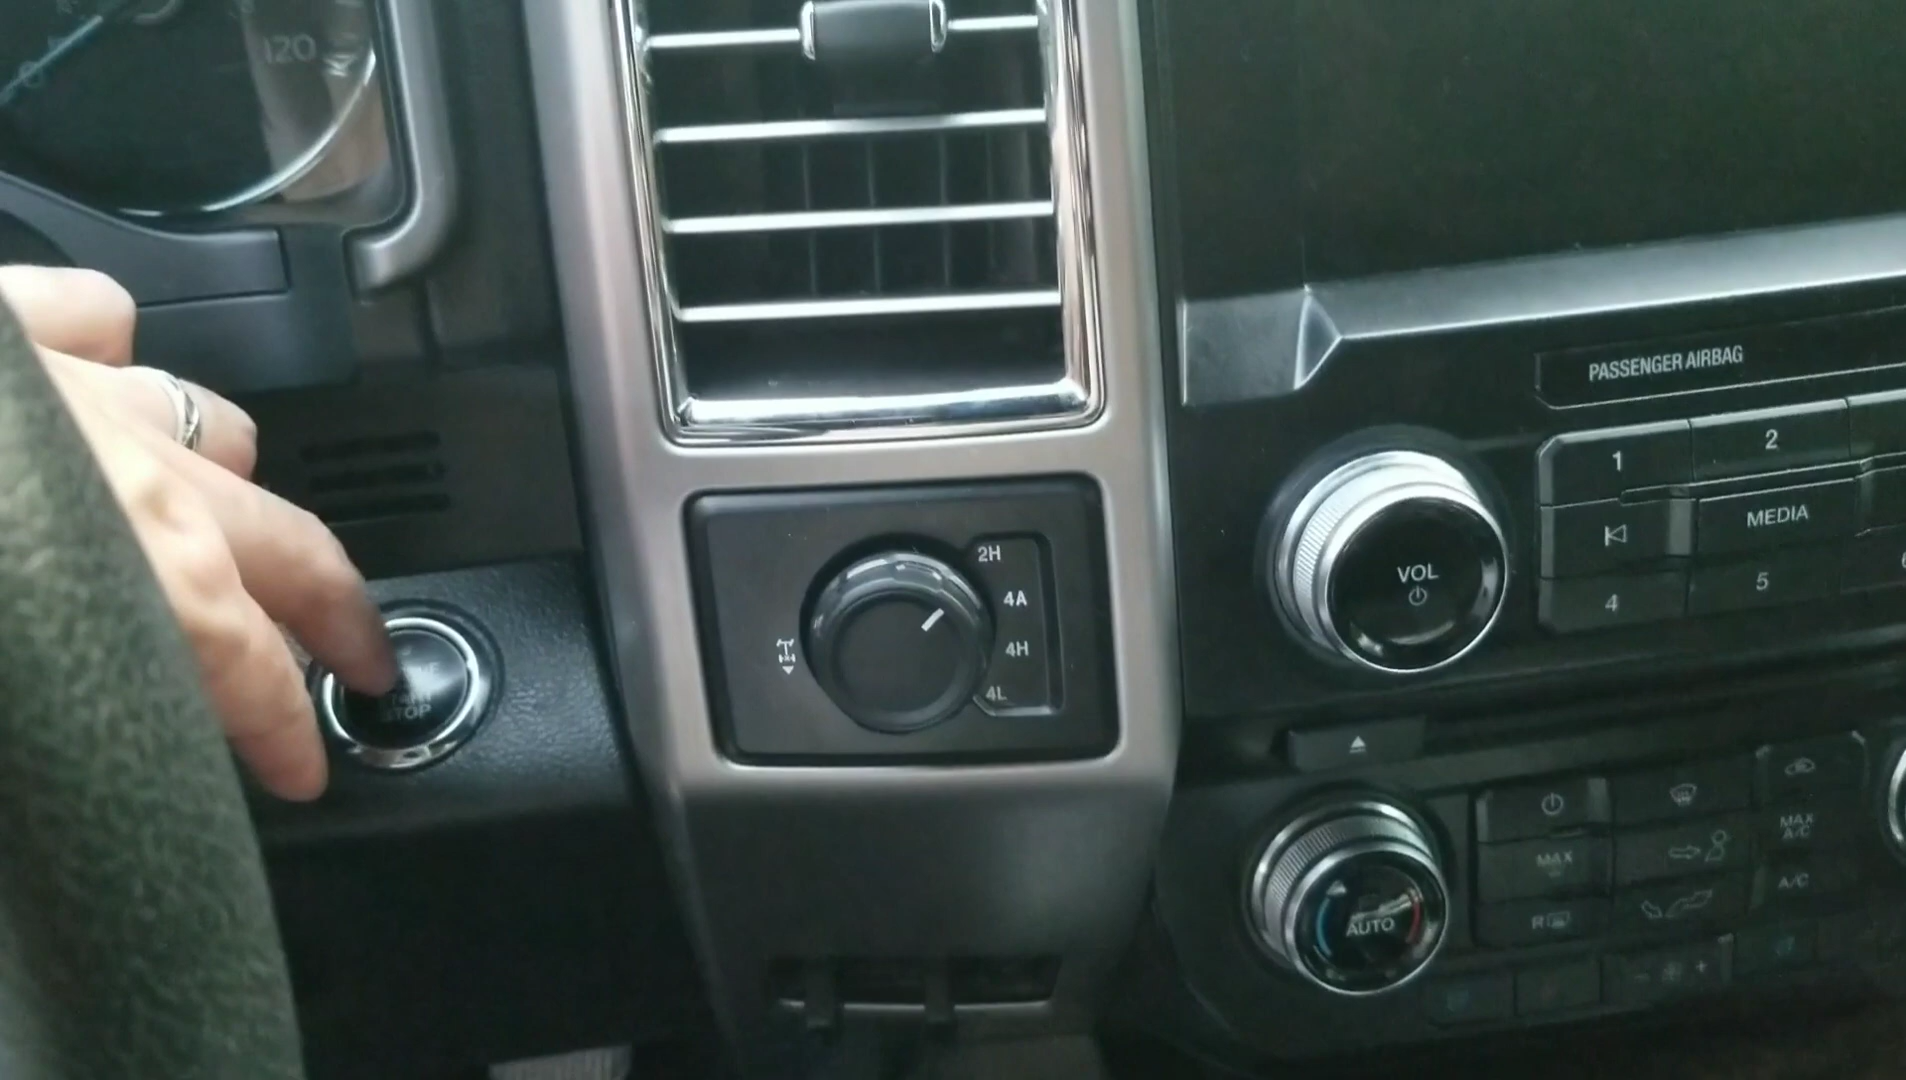 120
PASSENGER AIRBAG
1
2
MEDIA
VOL
4
5
2H
4A
4H
4L
STOP
MAX
A/C
MAX
A/C
R
AUTO
- +